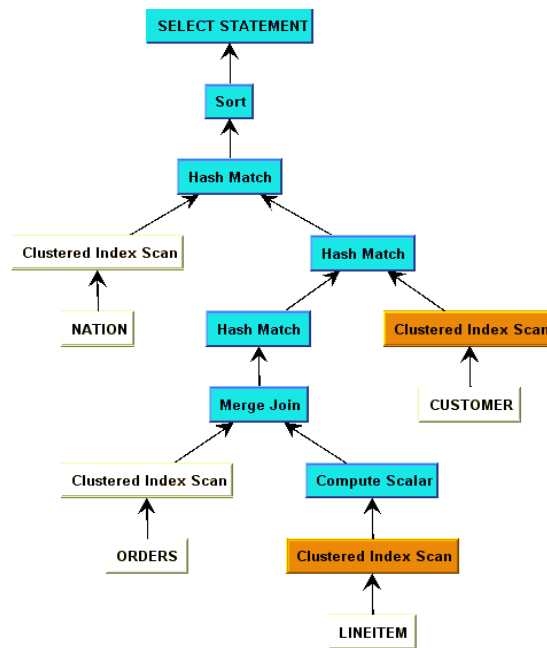 SELECT STATEMENT
Sort
Hash Match
Clustered Index Scan
Hash Match
NATION
Hash Match
Clustered Index Scan
Merge Join
CUSTOMER
Clustered Index Scan
Compute Scalar
ORDERS
Clustered Index Scan
LINEITEM